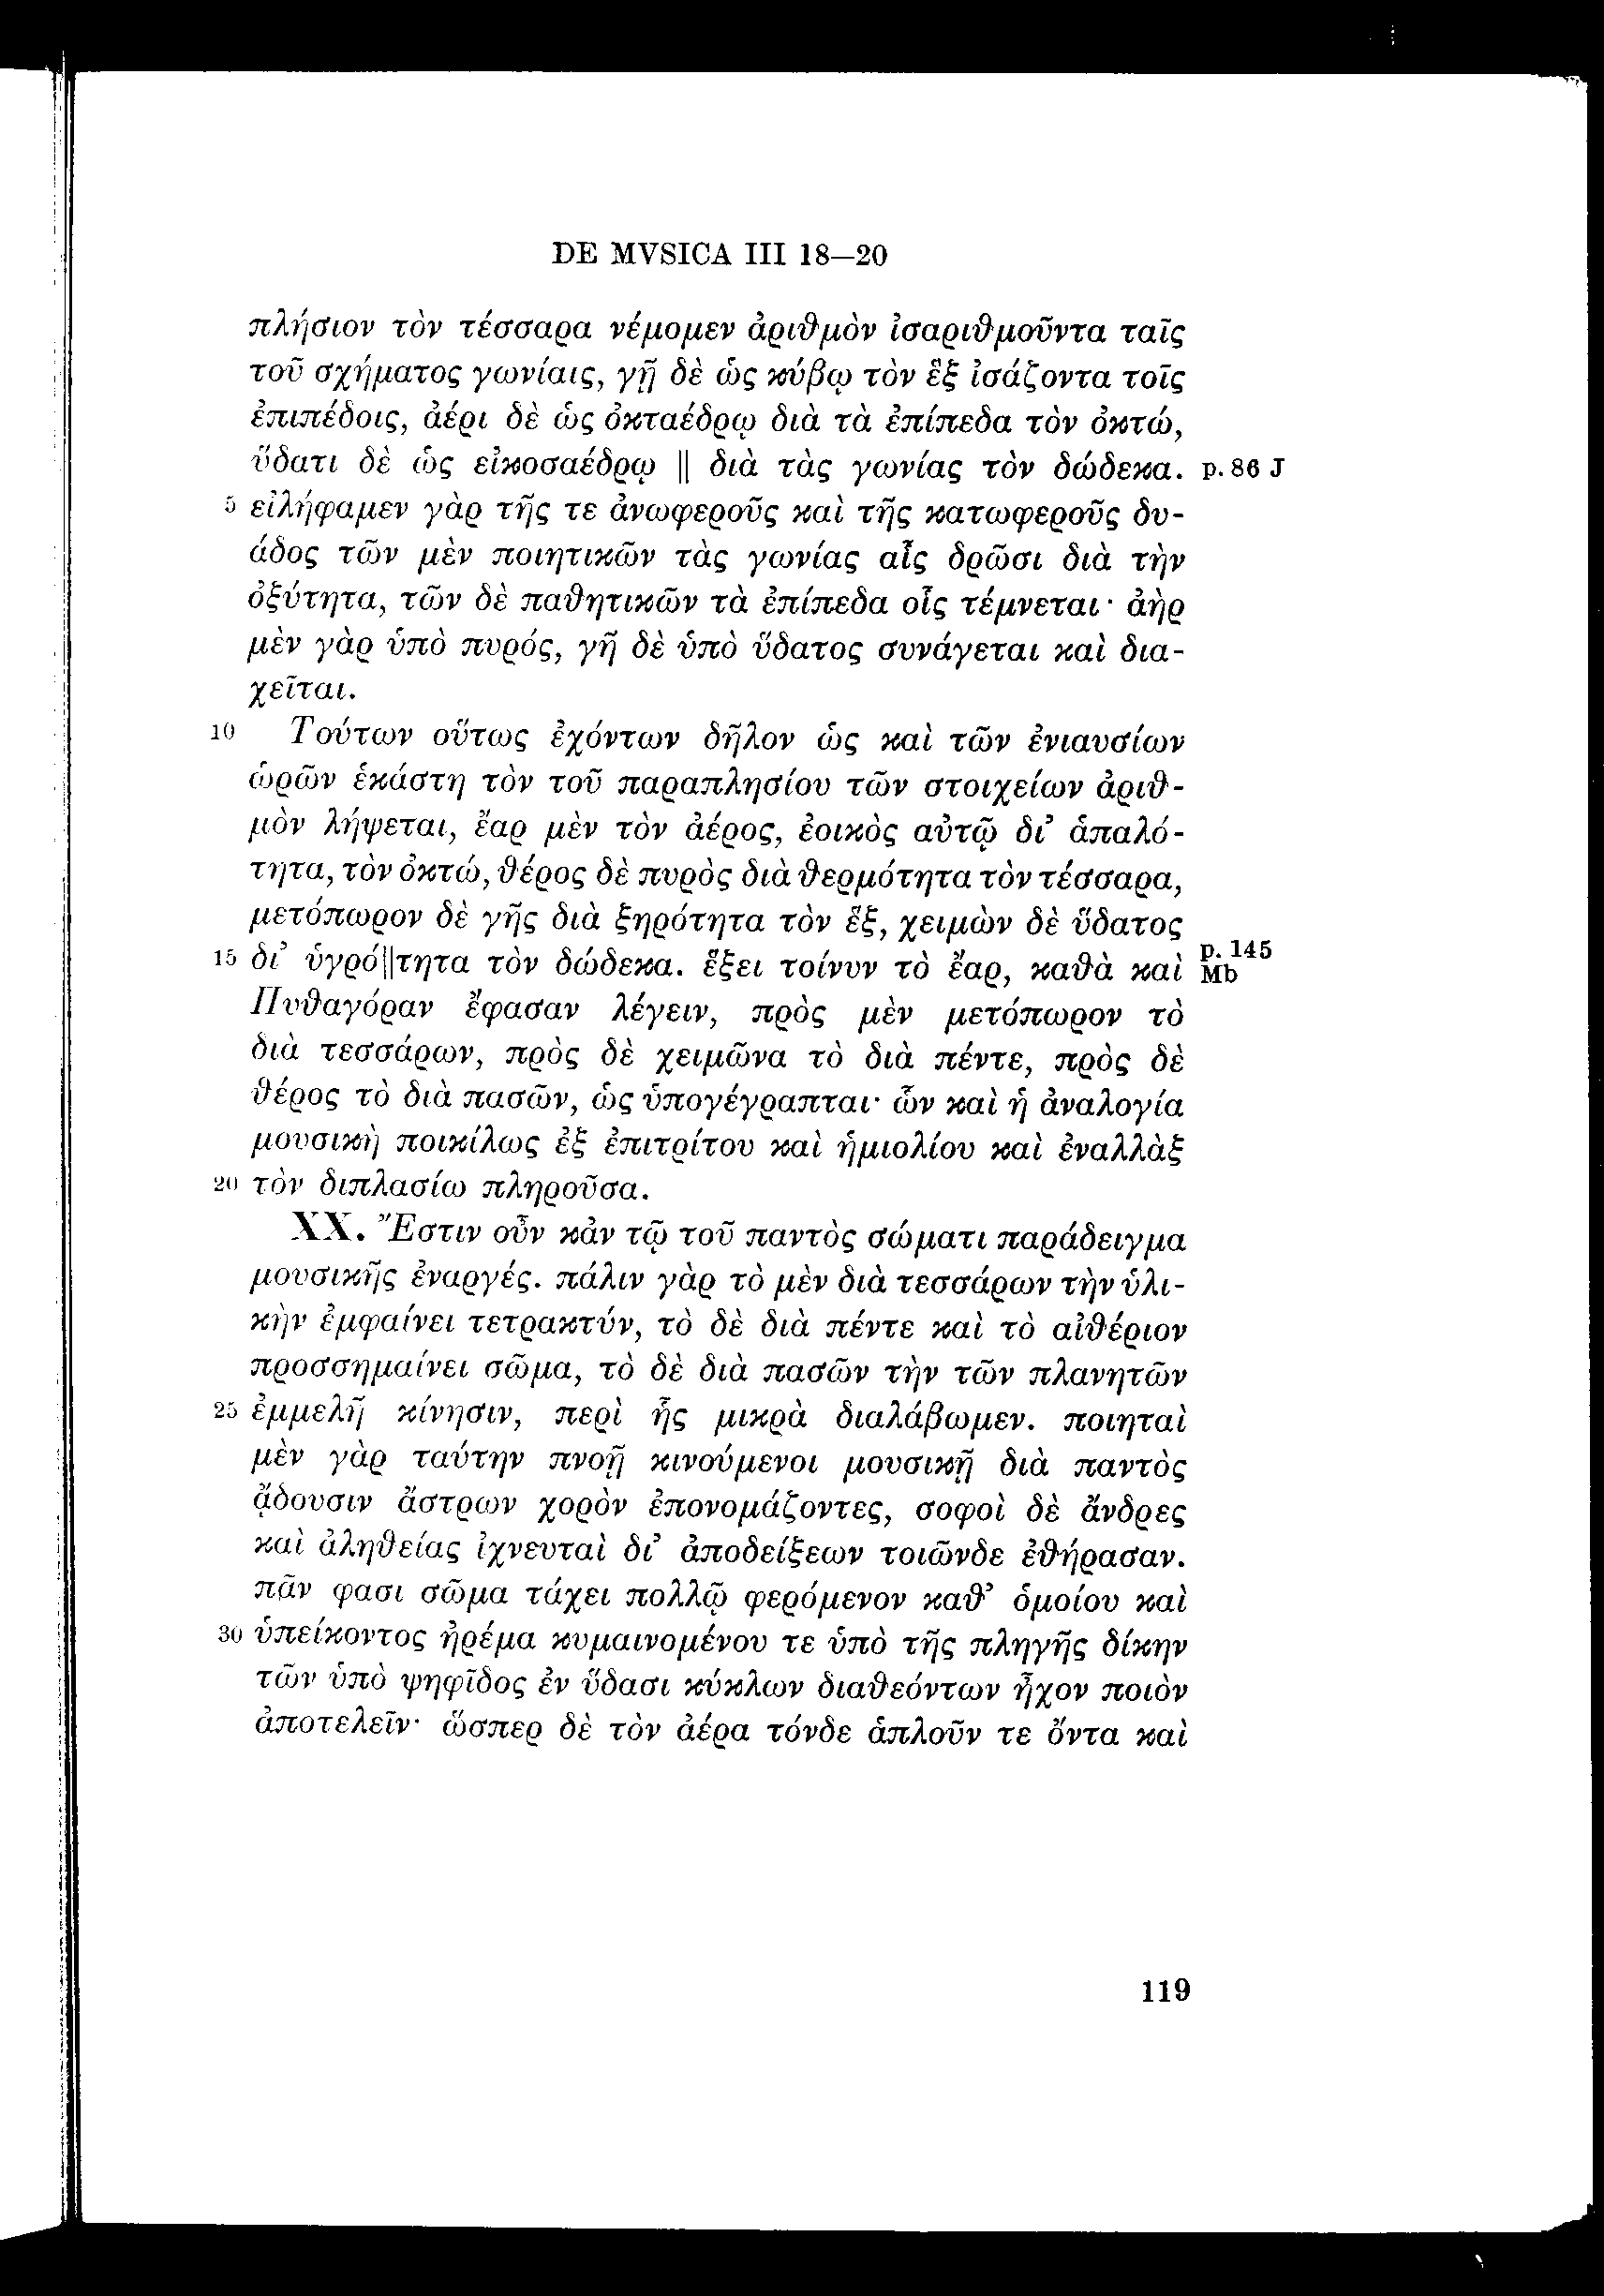 DE MVSICA III 18–20
πλήσιον τὸν τέσσαρα νέμομεν ἀριθμὸν ἰσαριθμοῦντα ταῖς
τοῦ σχήματος γωνίαις, γῇ δὲ ὡς κύβῳ τὸν ἓξ ἰσάζοντα τοῖς
ἐπιπέδοις, ἀέρι δὲ ὡς ὀκταέδρῳ διὰ τὰ ἐπίπεδα τὸν ὀκτώ,
ὕδατι δὲ ὡς εἰκοσαέδρῳ || διὰ τὰς γωνίας τὸν δώδεκα. p. 86 J
5 εἰλήφαμεν γὰρ τῆς τε ἀνωφεροῦς καὶ τῆς κατωφεροῦς δυ-
άδος τῶν μὲν ποιητικῶν τὰς γωνίας αἷς δρῶσι διὰ τὴν
ὀξύτητα, τῶν δὲ παθητικῶν τὰ ἐπίπεδα οἷς τέμνεται· ἀὴρ
μὲν γὰρ ὑπὸ πυρός, γῆ δὲ ὑπὸ ὕδατος συνάγεται καὶ δια-
χεῖται.
10 Τούτων οὕτως ἐχόντων δῆλον ὡς καὶ τῶν ἐνιαυσίων
ὡρῶν ἑκάστη τὸν τοῦ παραπλησίου τῶν στοιχείων ἀριθ-
μὸν λήψεται, ἔαρ μὲν τὸν ἀέρος, ἐοικὸς αὐτῷ δι’ ἁπαλό-
τητα, τὸν ὀκτώ, θέρος δὲ πυρὸς διὰ θερμότητα τὸν τέσσαρα,
μετόπωρον δὲ γῆς διὰ ξηρότητα τὸν ἕξ, χειμὼν δὲ ὕδατος
15 δι’ ὑγρό||τητα τὸν δώδεκα. ἕξει τοίνυν τὸ ἔαρ, καθὰ καὶ p. 145 Mb
Πυθαγόραν ἔφασαν λέγειν, πρὸς μὲν μετόπωρον τὸ
διὰ τεσσάρων, πρὸς δὲ χειμῶνα τὸ διὰ πέντε, πρὸς δὲ
θέρος τὸ διὰ πασῶν, ὡς ὑπογέγραπται· ὧν καὶ ἡ ἀναλογία
μουσικὴ ποικίλως ἐξ ἐπιτρίτου καὶ ἡμιολίου καὶ ἐναλλὰξ
20 τὸν διπλασίω πληροῦσα.
XX. Ἔστιν οὖν κἀν τῷ τοῦ παντὸς σώματι παράδειγμα
μουσικῆς ἐναργές. πάλιν γὰρ τὸ μὲν διὰ τεσσάρων τὴν ὑλι-
κὴν ἐμφαίνει τετρακτύν, τὸ δὲ διὰ πέντε καὶ τὸ αἰθέριον
προσσημαίνει σῶμα, τὸ δὲ διὰ πασῶν τὴν τῶν πλανητῶν
25 ἐμμελῆ κίνησιν, περὶ ἧς μικρὰ διαλάβωμεν. ποιηταὶ
μὲν γὰρ ταύτην πνοῇ κινούμενοι μουσικῇ διὰ παντὸς
ᾄδουσιν ἄστρων χορὸν ἐπονομάζοντες, σοφοὶ δὲ ἄνδρες
καὶ ἀληθείας ἰχνευταὶ δι’ ἀποδείξεων τοιῶνδε ἐθήρασαν.
πᾶν φασι σῶμα τάχει πολλῷ φερόμενον καθ’ ὁμοίου καὶ
30 ὑπείκοντος ἠρέμα κυμαινομένου τε ὑπὸ τῆς πληγῆς δίκην
τῶν ὑπὸ ψηφῖδος ἐν ὕδασι κύκλων διαθεόντων ἦχον ποιὸν
ἀποτελεῖν· ὥσπερ δὲ τὸν ἀέρα τόνδε ἁπλοῦν τε ὄντα καὶ
119